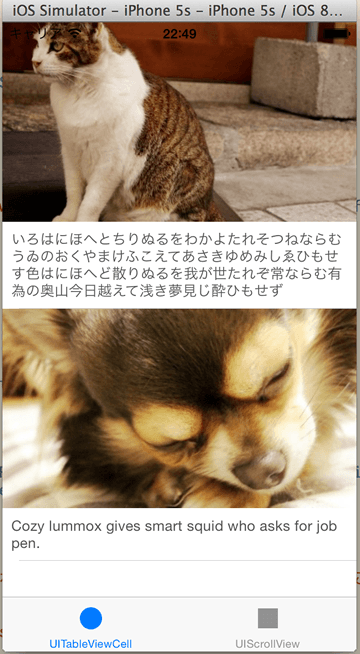 iOS Simulator - iPhone 5s - iPhone 5s / iOS 8...
キャリア 22:49
いろはにほへとちりぬるをわかよたれそつねならむ
うゐのおくやまけふこえてあさきゆめみしゑひもせ
す色はにほへど散りぬるを我が世たれぞ常ならむ有
為の奥山今日越えて浅き夢見じ酔ひもせず
Cozy lummox gives smart squid who asks for job
pen.
UITableViewCell UIScrollView